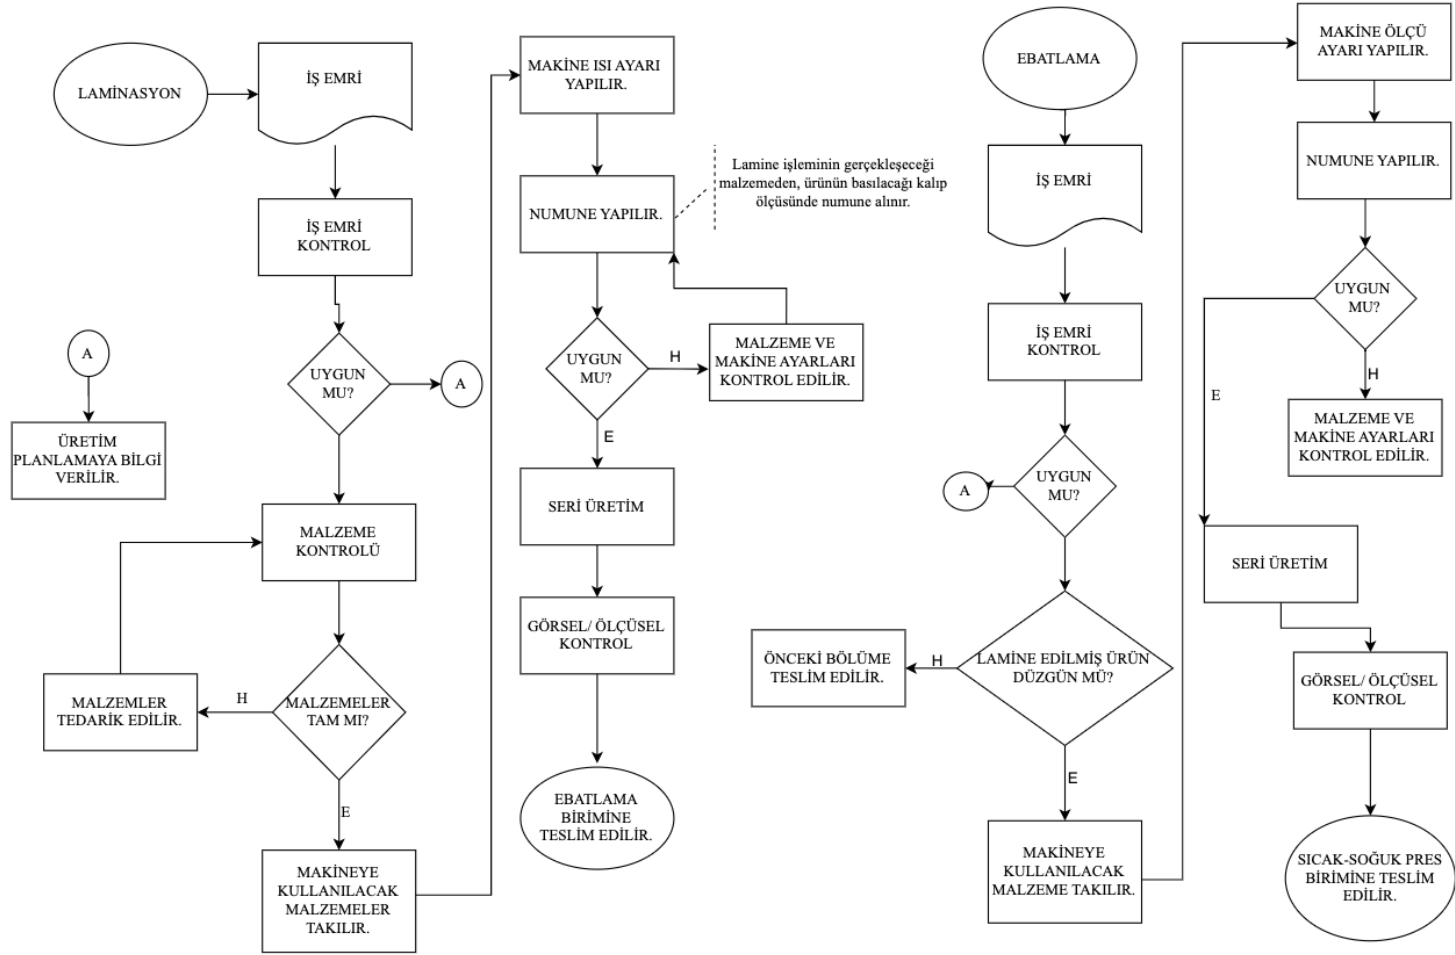 LAMİNASYON
İŞ EMRİ
İŞ EMRİ
KONTROL
UYGUN
MU?
A
A
ÜRETİM
PLANLAMAYA BİLGİ
VERİLİR.
MALZEME
KONTROLÜ
MALZEMELER
TAM MI?
H
MALZEMLER
TEDARİK EDİLİR.
E
MAKİNEYE
KULLANILACAK
MALZEMELER
TAKILIR.
MAKİNE ISI AYARI
YAPILIR.
NUMUNE YAPILIR.
Lamine işleminin gerçekleşeceği
malzemeden, ürünün basılacağı kalıp
ölçüsünde numune alınır.
UYGUN
MU?
H
MALZEME VE
MAKİNE AYARLARI
KONTROL EDİLİR.
E
SERİ ÜRETİM
GÖRSEL/ ÖLÇÜSEL
KONTROL
EBATLAMA
BİRİMİNE
TESLİM EDİLİR.
EBATLAMA
İŞ EMRİ
İŞ EMRİ
KONTROL
UYGUN
MU?
A
LAMİNE EDİLMİŞ ÜRÜN
DÜZGÜN MÜ?
H
ÖNCEKİ BÖLÜME
TESLİM EDİLİR.
E
MAKİNEYE
KULLANILACAK
MALZEME TAKILIR.
MAKİNE ÖLÇÜ
AYARI YAPILIR.
NUMUNE YAPILIR.
UYGUN
MU?
H
MALZEME VE
MAKİNE AYARLARI
KONTROL EDİLİR.
E
SERİ ÜRETİM
GÖRSEL/ ÖLÇÜSEL
KONTROL
SICAK-SOĞUK PRES
BİRİMİNE TESLİM
EDİLİR.